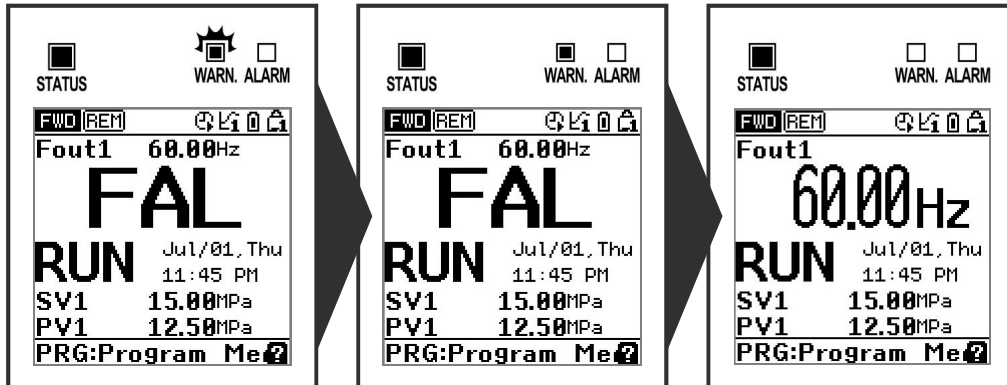 STATUS WARN. ALARM
FWD REM
Fout1 60.00Hz
FAL
RUN Jul/01,Thu
11:45 PM
SV1 15.00MPa
PV1 12.50MPa
PRG:Program Me?
STATUS WARN. ALARM
FWD REM
Fout1 60.00Hz
FAL
RUN Jul/01,Thu
11:45 PM
SV1 15.00MPa
PV1 12.50MPa
PRG:Program Me?
STATUS WARN. ALARM
FWD REM
Fout1
60.00Hz
RUN Jul/01,Thu
11:45 PM
SV1 15.00MPa
PV1 12.50MPa
PRG:Program Me?